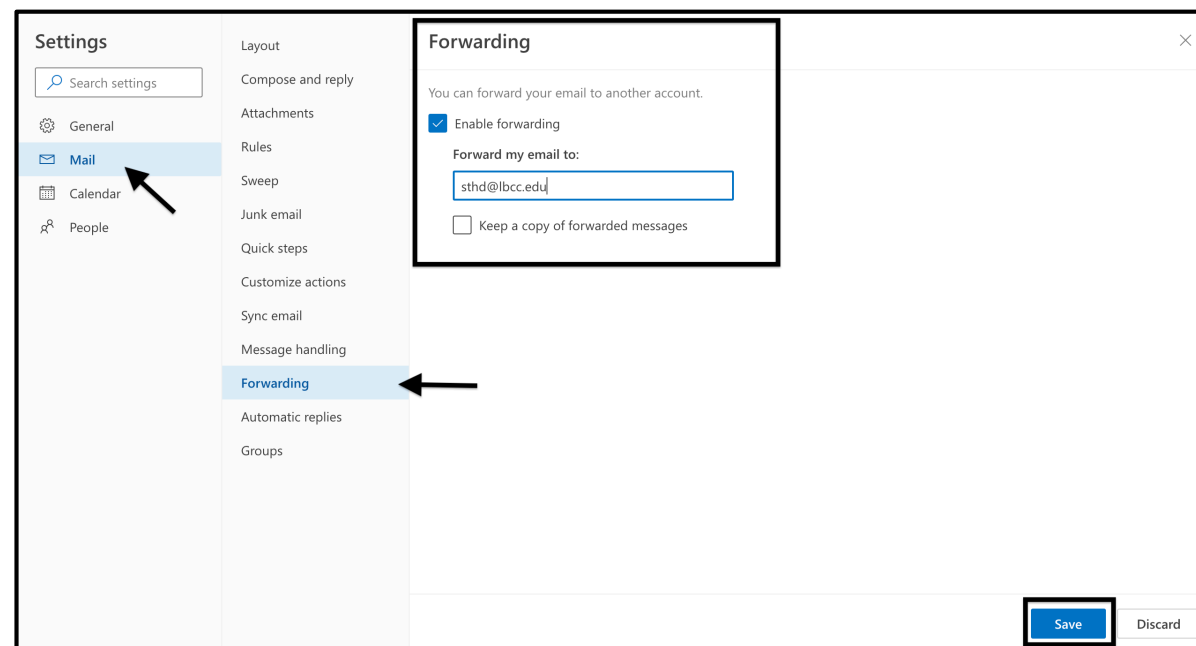 Settings
Search settings
General
Mail
Calendar
People
Layout
Compose and reply
Attachments
Rules
Sweep
Junk email
Quick steps
Customize actions
Sync email
Message handling
Forwarding
Automatic replies
Groups
Forwarding
You can forward your email to another account.
Enable forwarding
Forward my email to:
sthd@lbcc.edu
Keep a copy of forwarded messages
Save
Discard